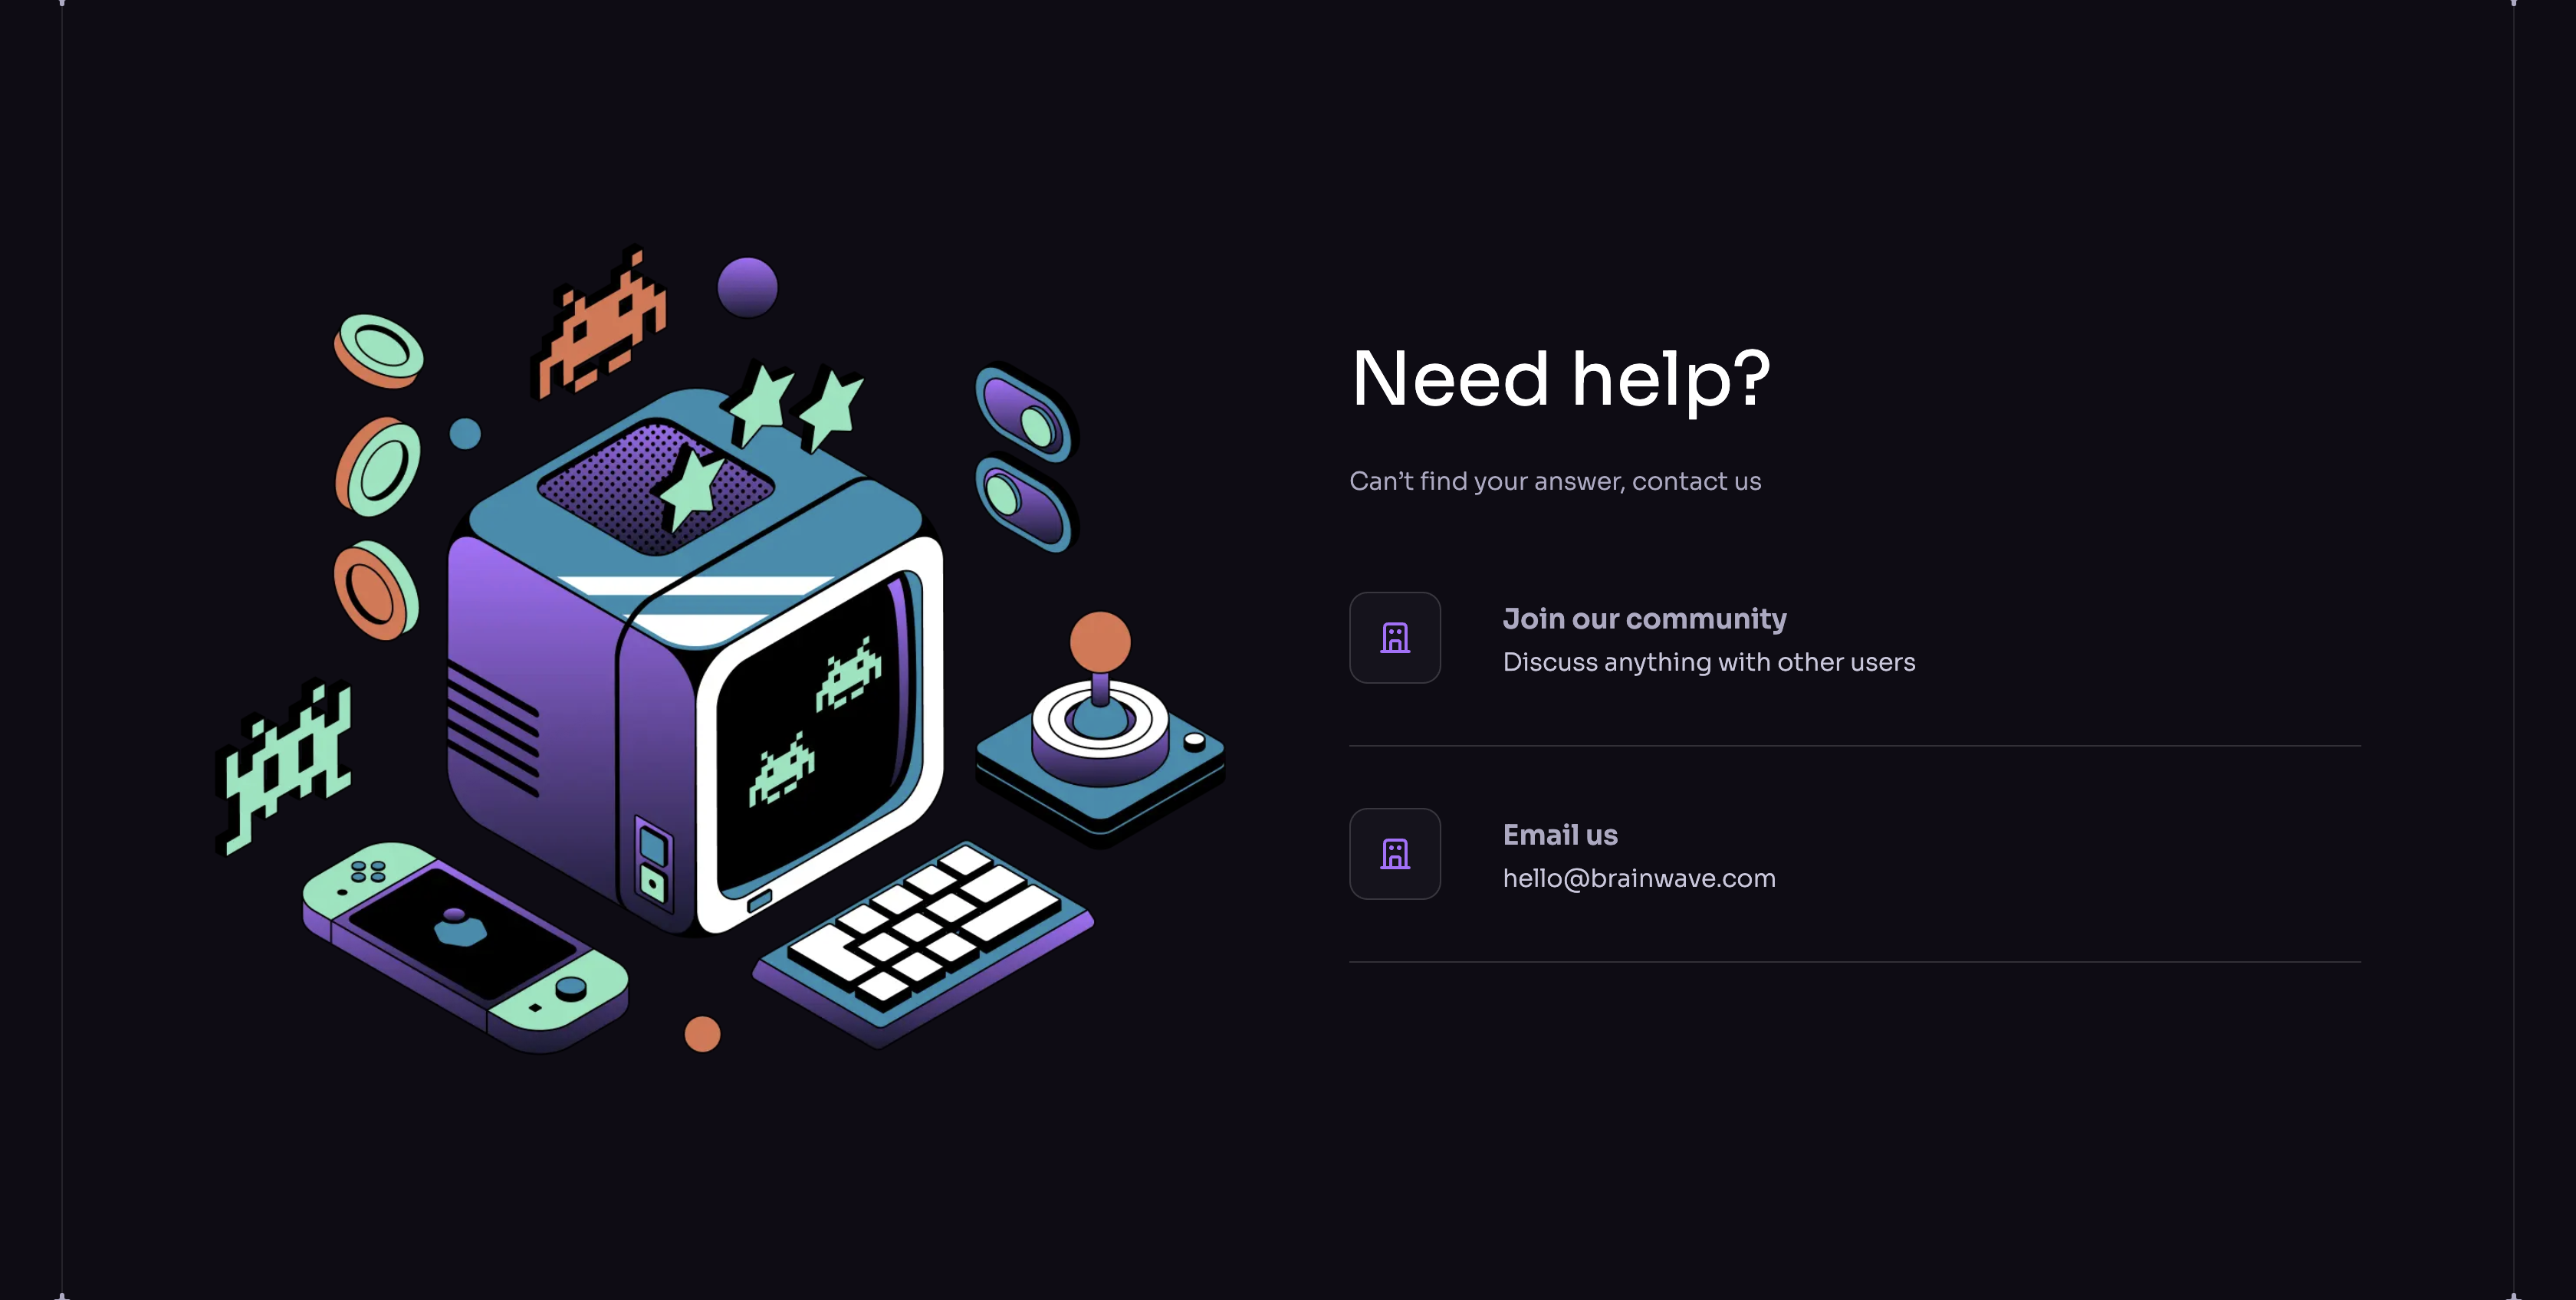 Need help?
Can’t find your answer, contact us
Join our community
Discuss anything with other users
Email us
hello@brainwave.com